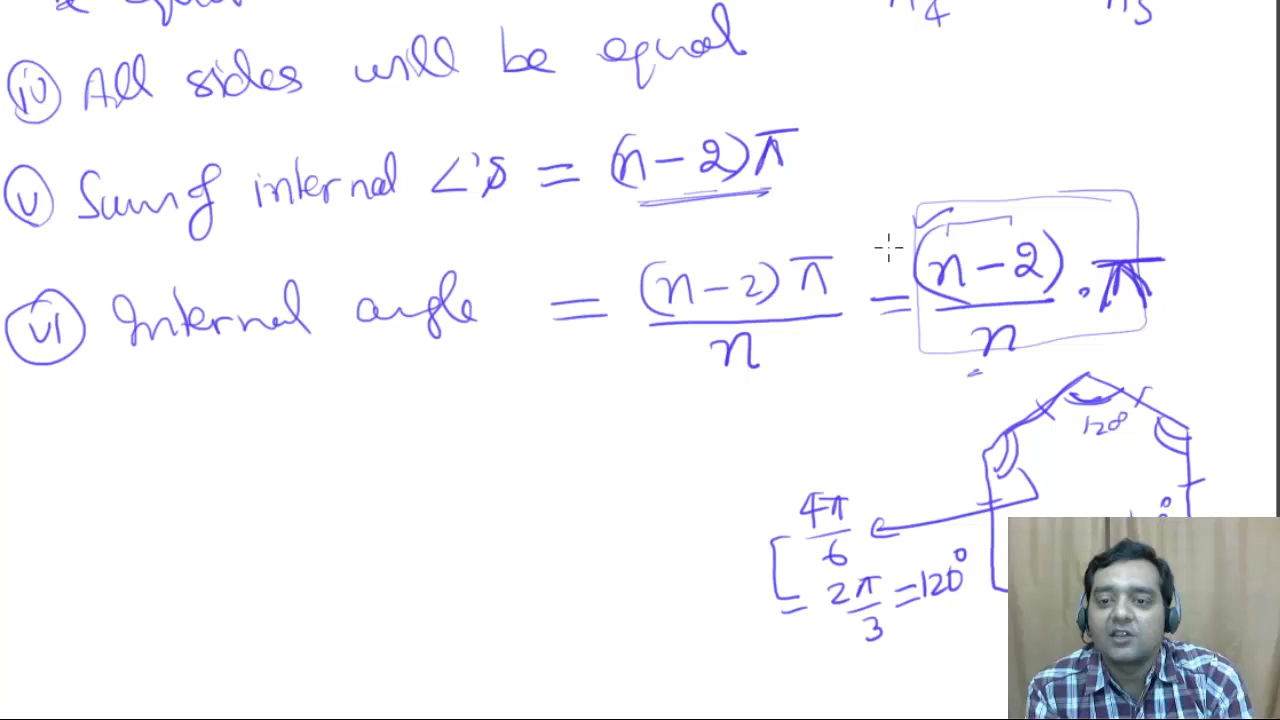 iv All sides will be equal
v Sum of internal ∠'s = (n-2)π
vi Internal angle = (n-2)π/n = (n-2)/n · π
120°
4π/6
= 2π/3 = 120°